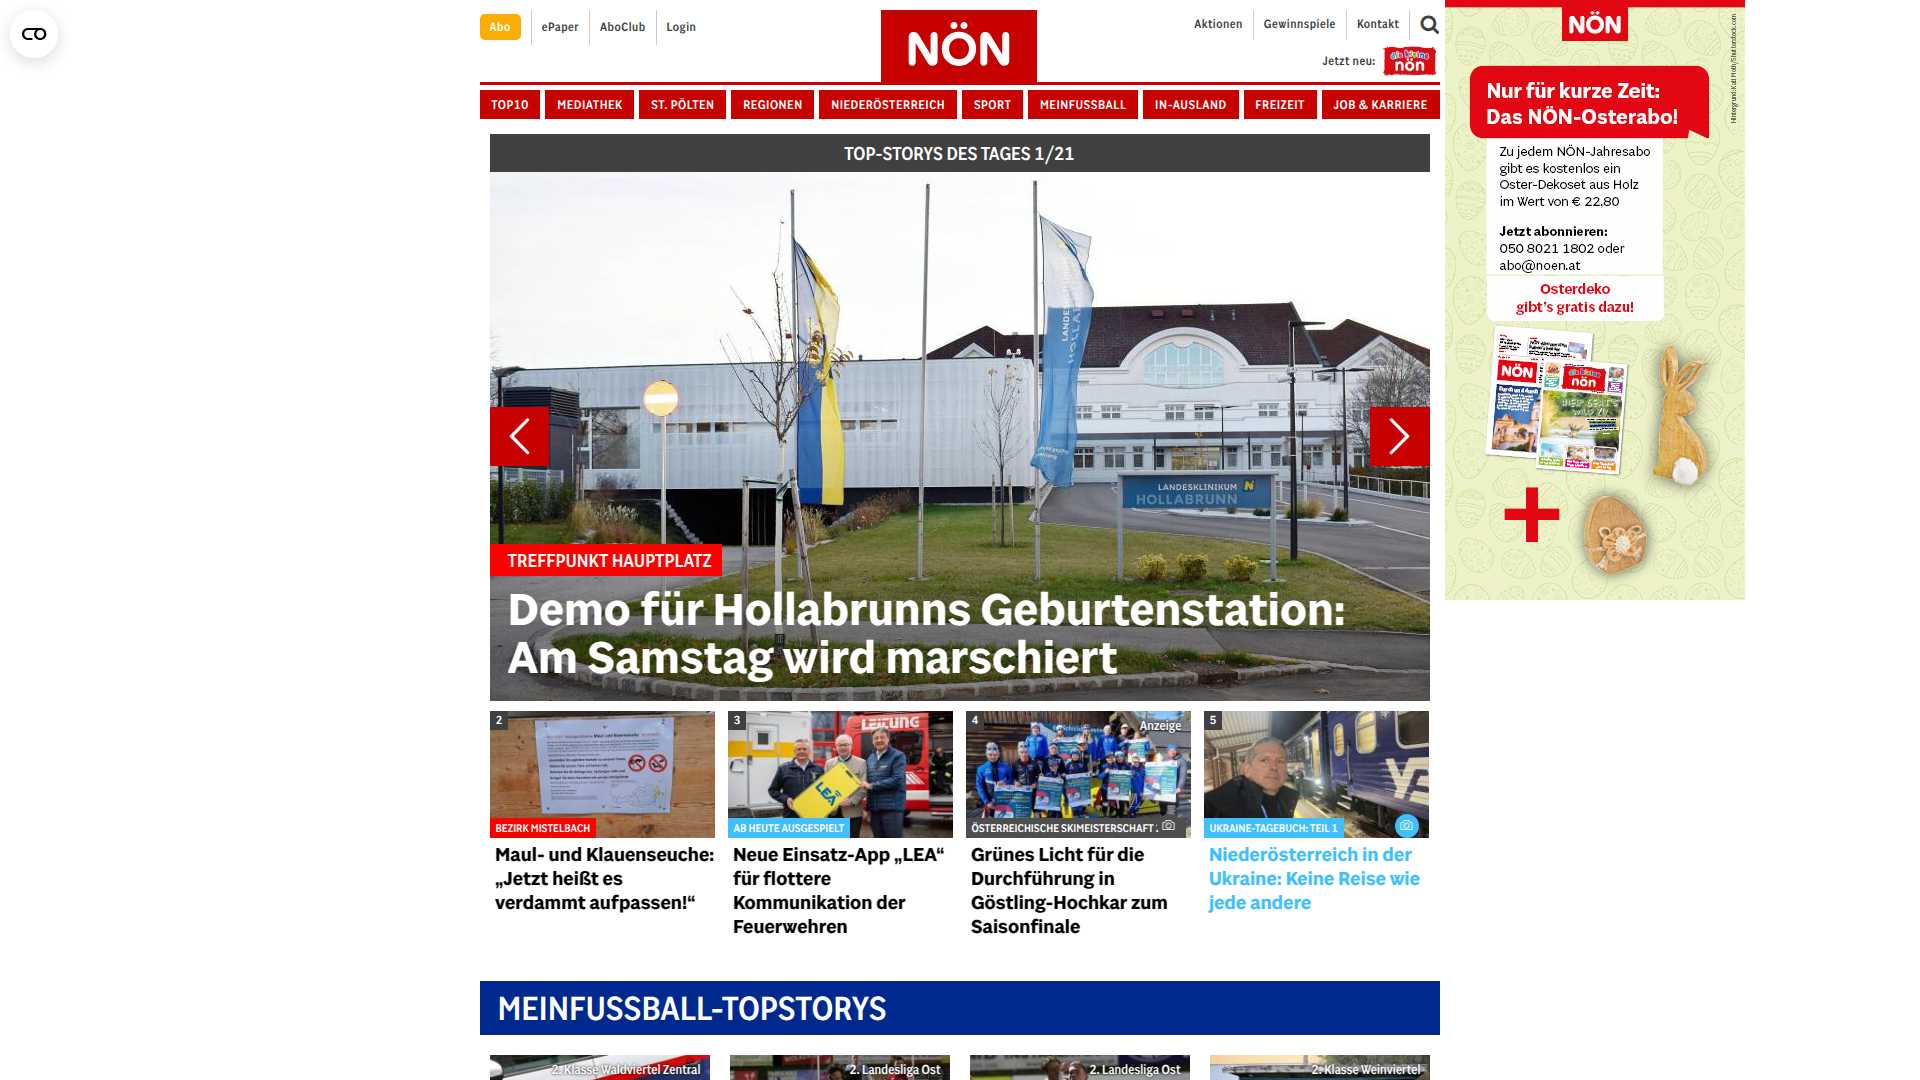 Abo
ePaper
AboClub
Login
NÖN
Aktionen
Gewinnspiele
Kontakt
Jetzt neu:
die kleine
nön
TOP10
MEDIATHEK
ST. PÖLTEN
REGIONEN
NIEDERÖSTERREICH
SPORT
MEINFUSSBALL
IN-AUSLAND
FREIZEIT
JOB & KARRIERE
TOP-STORYS DES TAGES 1/21
LANDESKLINIKUM
HOLLABRUNN
TREFFPUNKT HAUPTPLATZ
Demo für Hollabrunns Geburtenstation:
Am Samstag wird marschiert
2
BEZIRK MISTELBACH
Maul- und Klauenseuche:
„Jetzt heißt es
verdammt aufpassen!“
3
LEITUNG
LEA
AB HEUTE AUSGESPIELT
Neue Einsatz-App „LEA“
für flottere
Kommunikation der
Feuerwehren
4
Anzeige
ÖSTERREICHISCHE SKIMEISTERSCHAFT .
Grünes Licht für die
Durchführung in
Göstling-Hochkar zum
Saisonfinale
5
UKRAINE-TAGEBUCH: TEIL 1
Niederösterreich in der
Ukraine: Keine Reise wie
jede andere
MEINFUSSBALL-TOPSTORYS
2. Klasse Waldviertel Zentral
2. Landesliga Ost
2. Landesliga Ost
2. Klasse Weinviertel
NÖN
Nur für kurze Zeit:
Das NÖN-Osterabo!
Zu jedem NÖN-Jahresabo
gibt es kostenlos ein
Oster-Dekoset aus Holz
im Wert von € 22,80
Jetzt abonnieren:
050 8021 1802 oder
abo@noen.at
Osterdeko
gibt's gratis dazu!
NÖN
nön
+